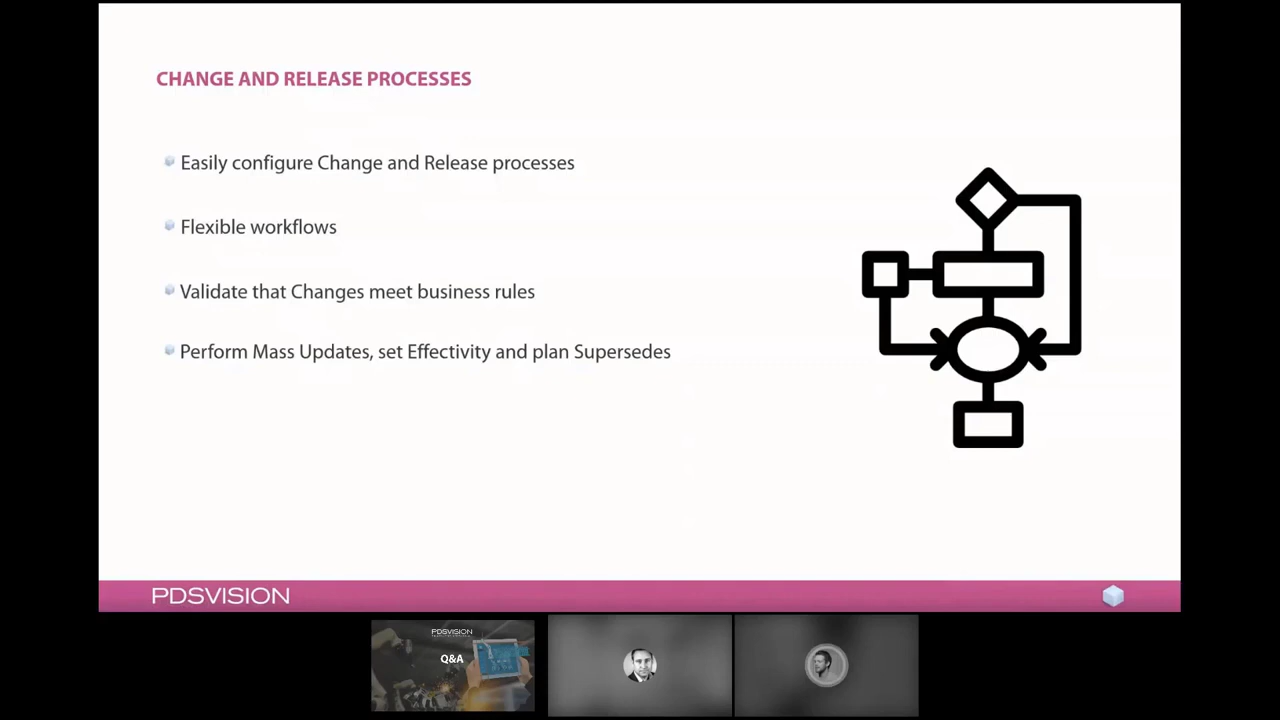 CHANGE AND RELEASE PROCESSES
Easily configure Change and Release processes
Flexible workflows
Validate that Changes meet business rules
Perform Mass Updates, set Effectivity and plan Supersedes
PDSVISION
PDSVISION
Q&A